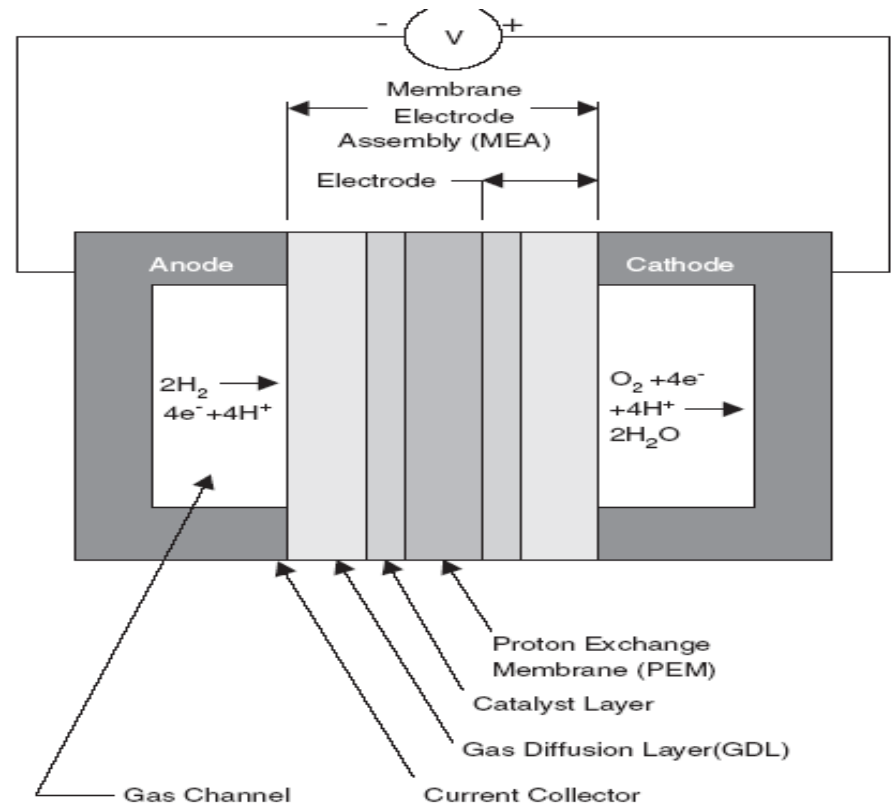 - V +
Membrane
Electrode
Assembly (MEA)
Electrode
Anode
Cathode
2H₂
4e⁻+4H⁺
O₂ +4e⁻
+4H⁺
2H₂O
Proton Exchange
Membrane (PEM)
Catalyst Layer
Gas Diffusion Layer(GDL)
Gas Channel
Current Collector